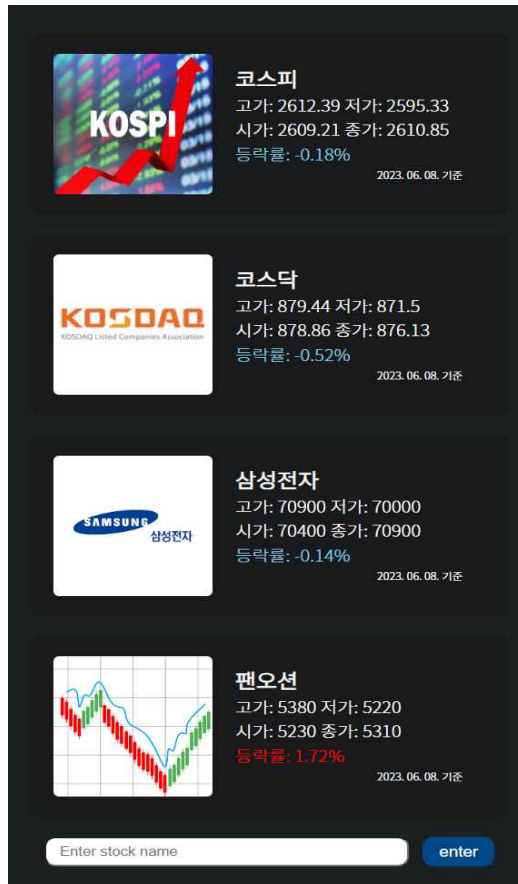 KOSPI
코스피
고가: 2612.39 저가: 2595.33
시가: 2609.21 종가: 2610.85
등락률: -0.18%
2023. 06. 08. 기준
KOSDAQ
KOSDAQ Listed Companies Association
코스닥
고가: 879.44 저가: 871.5
시가: 878.86 종가: 876.13
등락률: -0.52%
2023. 06. 08. 기준
SAMSUNG
삼성전자
삼성전자
고가: 70900 저가: 70000
시가: 70400 종가: 70900
등락률: -0.14%
2023. 06. 08. 기준
팬오션
고가: 5380 저가: 5220
시가: 5230 종가: 5310
등락률: 1.72%
2023. 06. 08. 기준
Enter stock name
enter